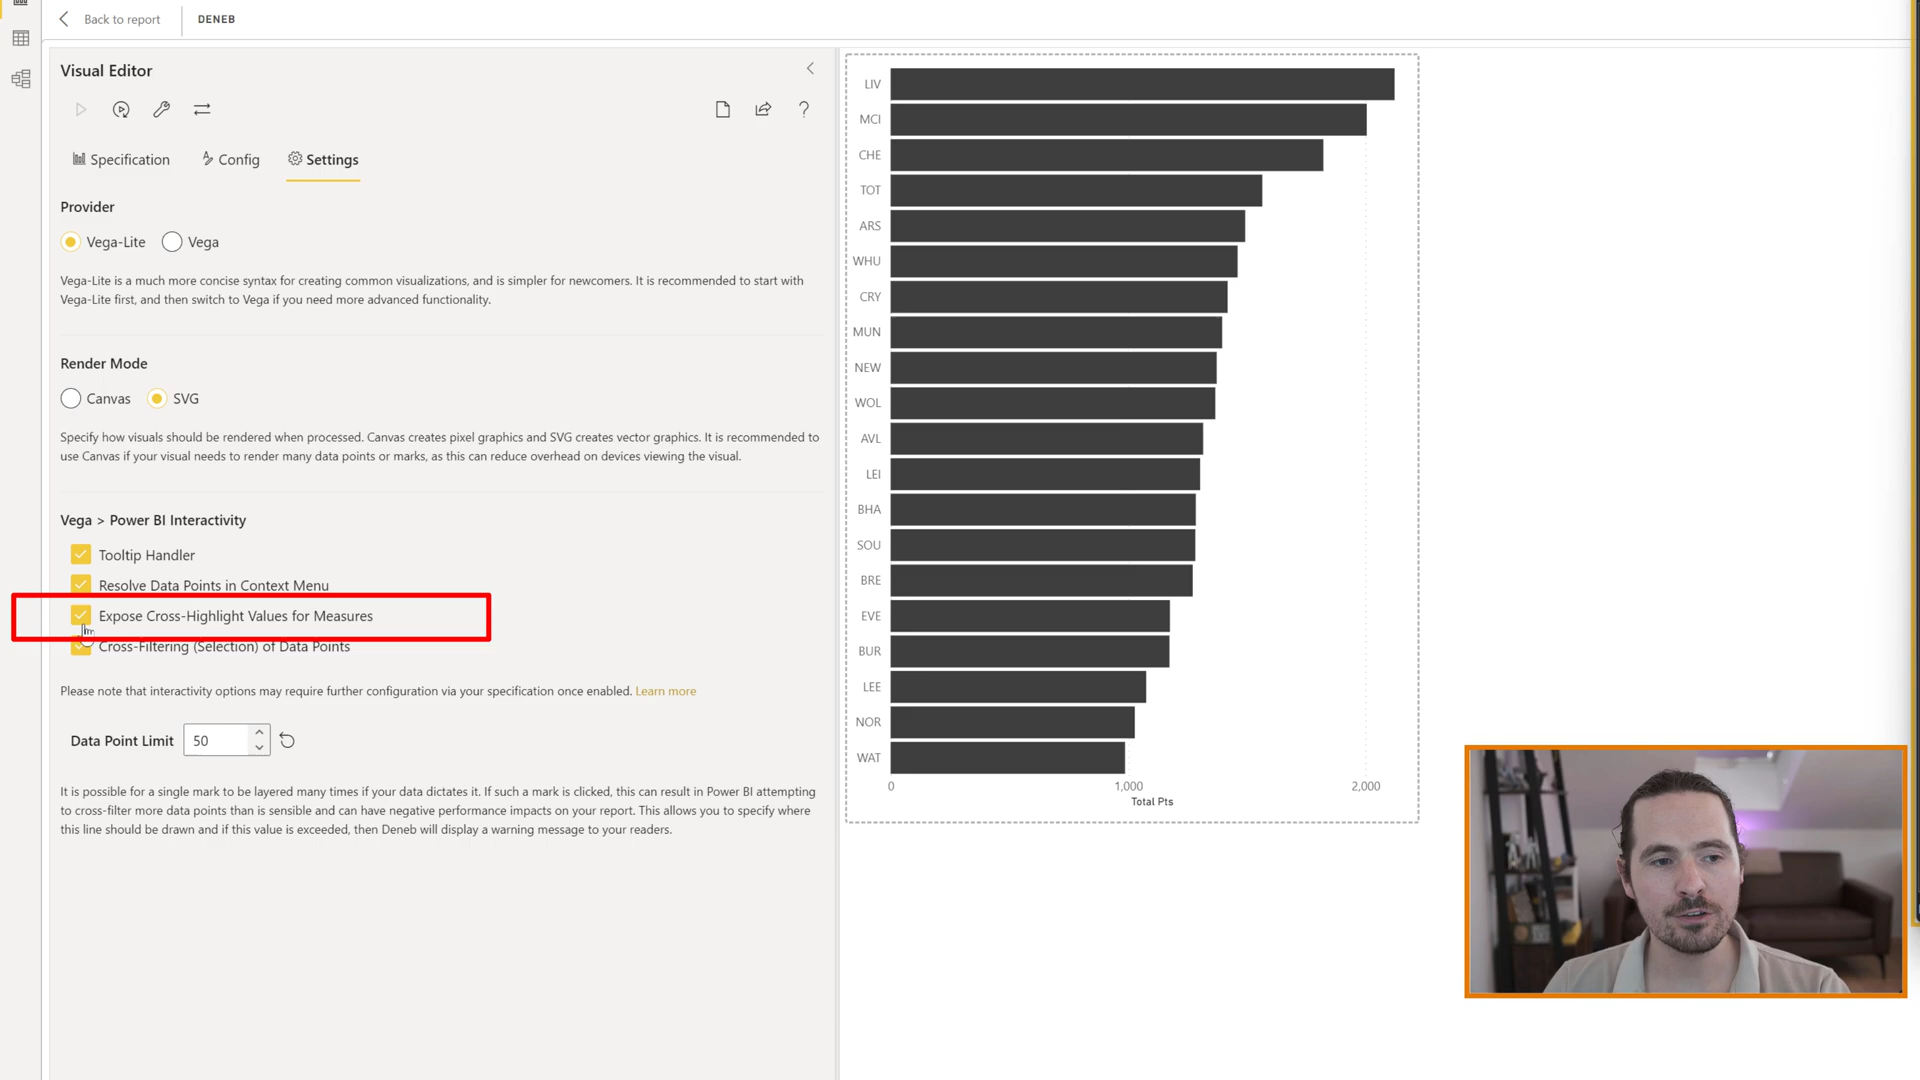 Back to report
DENEB
Visual Editor
Specification
Config
Settings
Provider
Vega-Lite
Vega
Vega-Lite is a much more concise syntax for creating common visualizations, and is simpler for newcomers. It is recommended to start with
Vega-Lite first, and then switch to Vega if you need more advanced functionality.
Render Mode
Canvas
SVG
Specify how visuals should be rendered when processed. Canvas creates pixel graphics and SVG creates vector graphics. It is recommended to
use Canvas if your visual needs to render many data points or marks, as this can reduce overhead on devices viewing the visual.
Vega > Power BI Interactivity
Tooltip Handler
Resolve Data Points in Context Menu
Expose Cross-Highlight Values for Measures
Cross-Filtering (Selection) of Data Points
Please note that interactivity options may require further configuration via your specification once enabled. Learn more
Data Point Limit 50
It is possible for a single mark to be layered many times if your data dictates it. If such a mark is clicked, this can result in Power BI attempting
to cross-filter more data points than is sensible and can have negative performance impacts on your report. This allows you to specify where
this line should be drawn and if this value is exceeded, then Deneb will display a warning message to your readers.
LIV
MCI
CHE
TOT
ARS
WHU
CRY
MUN
NEW
WOL
AVL
LEI
BHA
SOU
BRE
EVE
BUR
LEE
NOR
WAT
0 1,000 2,000
Total Pts